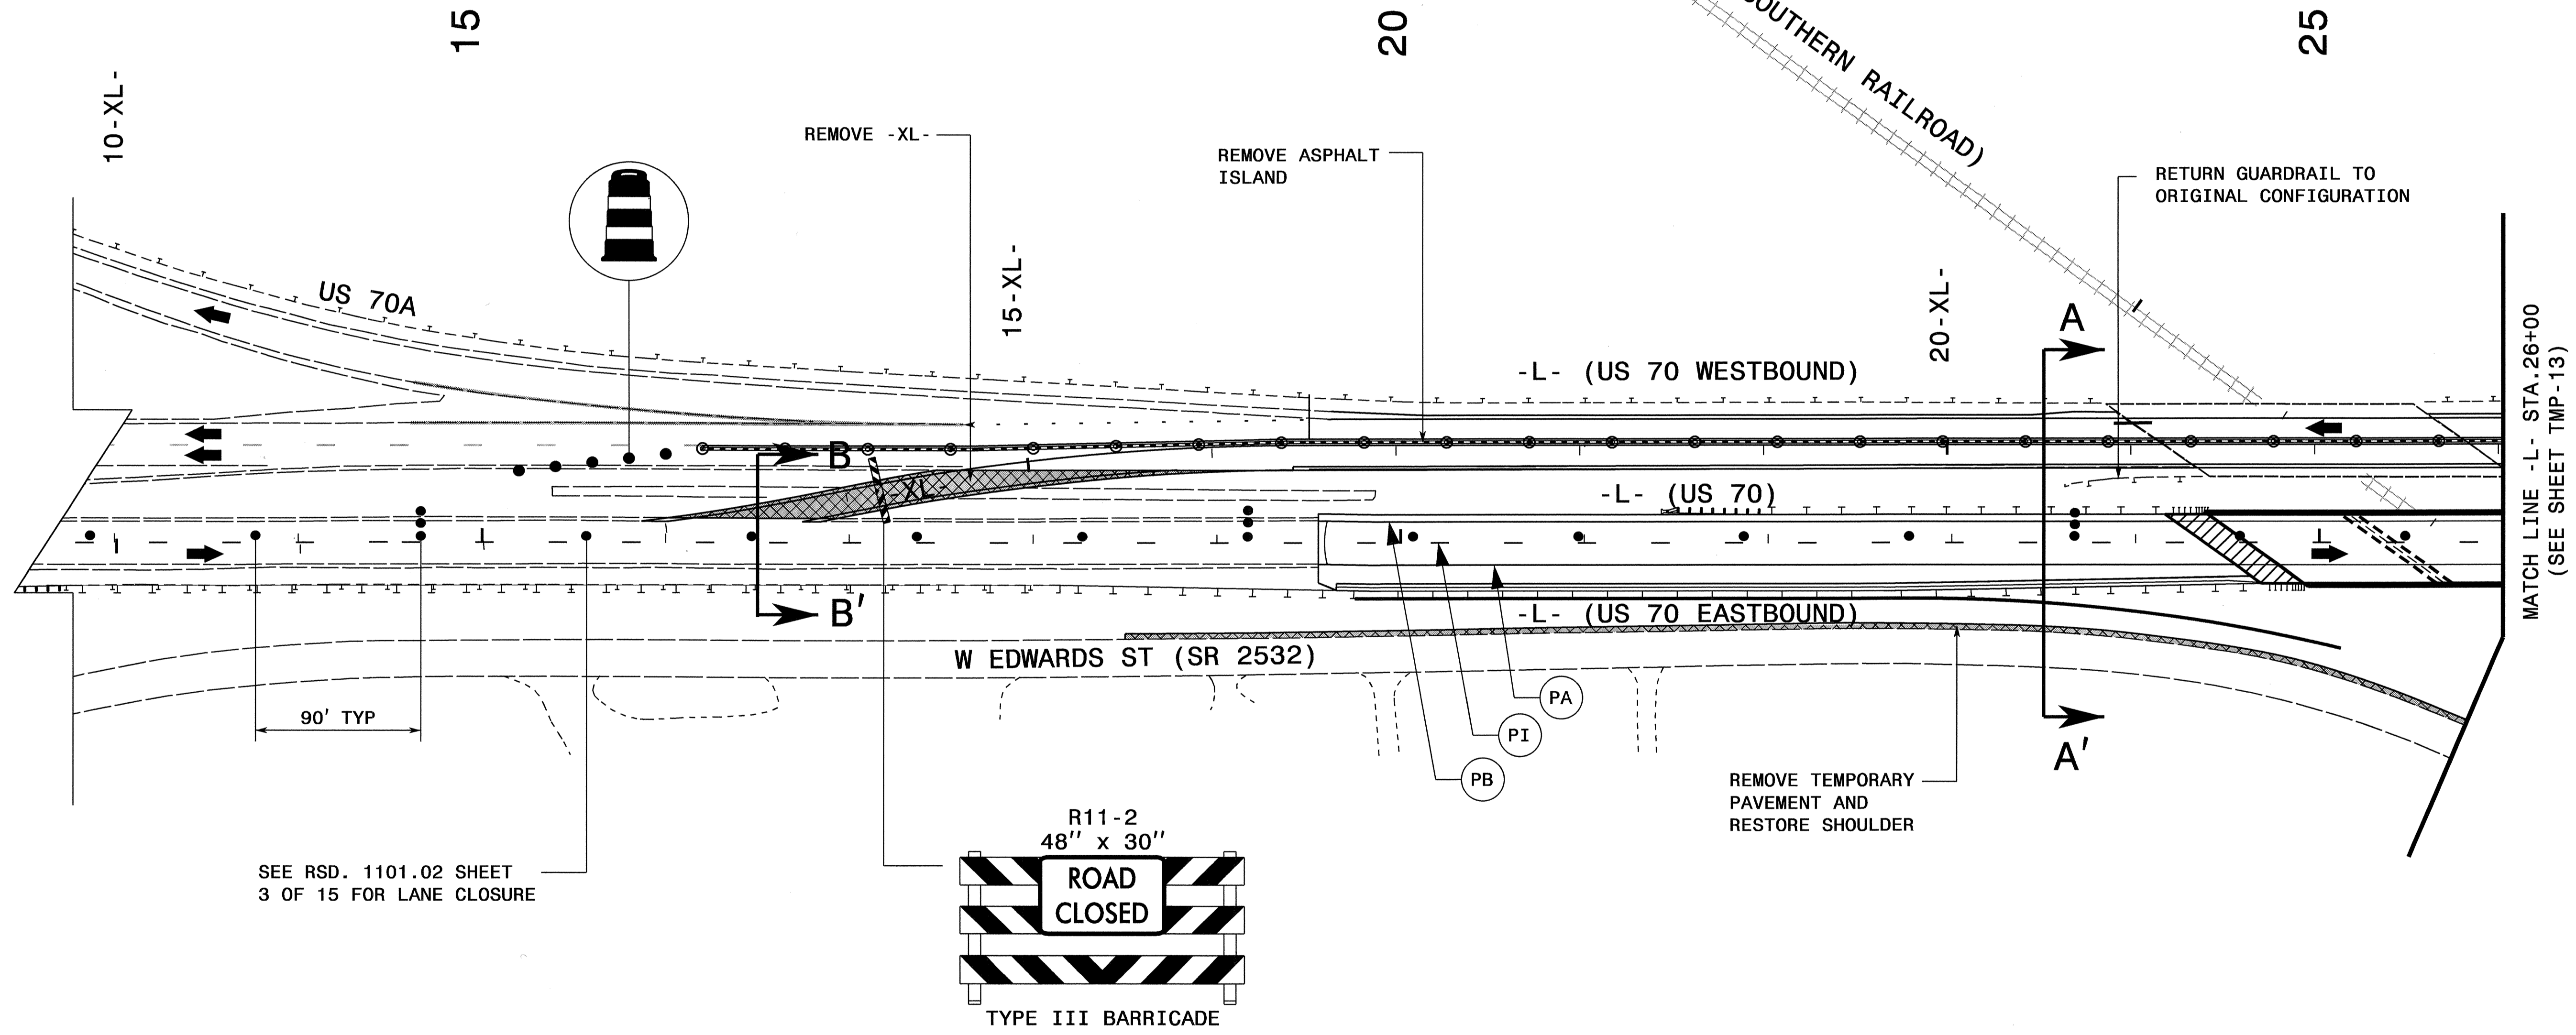 15
20
25
SOUTHERN RAILROAD)
10-XL-
REMOVE -XL-
REMOVE ASPHALT
ISLAND
RETURN GUARDRAIL TO
ORIGINAL CONFIGURATION
15-XL-
20-XL-
US 70A
A
-L- (US 70 WESTBOUND)
MATCH LINE -L- STA.26+00
(SEE SHEET TMP-13)
B
-XL-
-L- (US 70)
B'
-L- (US 70 EASTBOUND)
W EDWARDS ST (SR 2532)
PA
90' TYP
PI
A'
PB
REMOVE TEMPORARY
PAVEMENT AND
RESTORE SHOULDER
R11-2
48" x 30"
SEE RSD. 1101.02 SHEET
3 OF 15 FOR LANE CLOSURE
ROAD
CLOSED
TYPE III BARRICADE